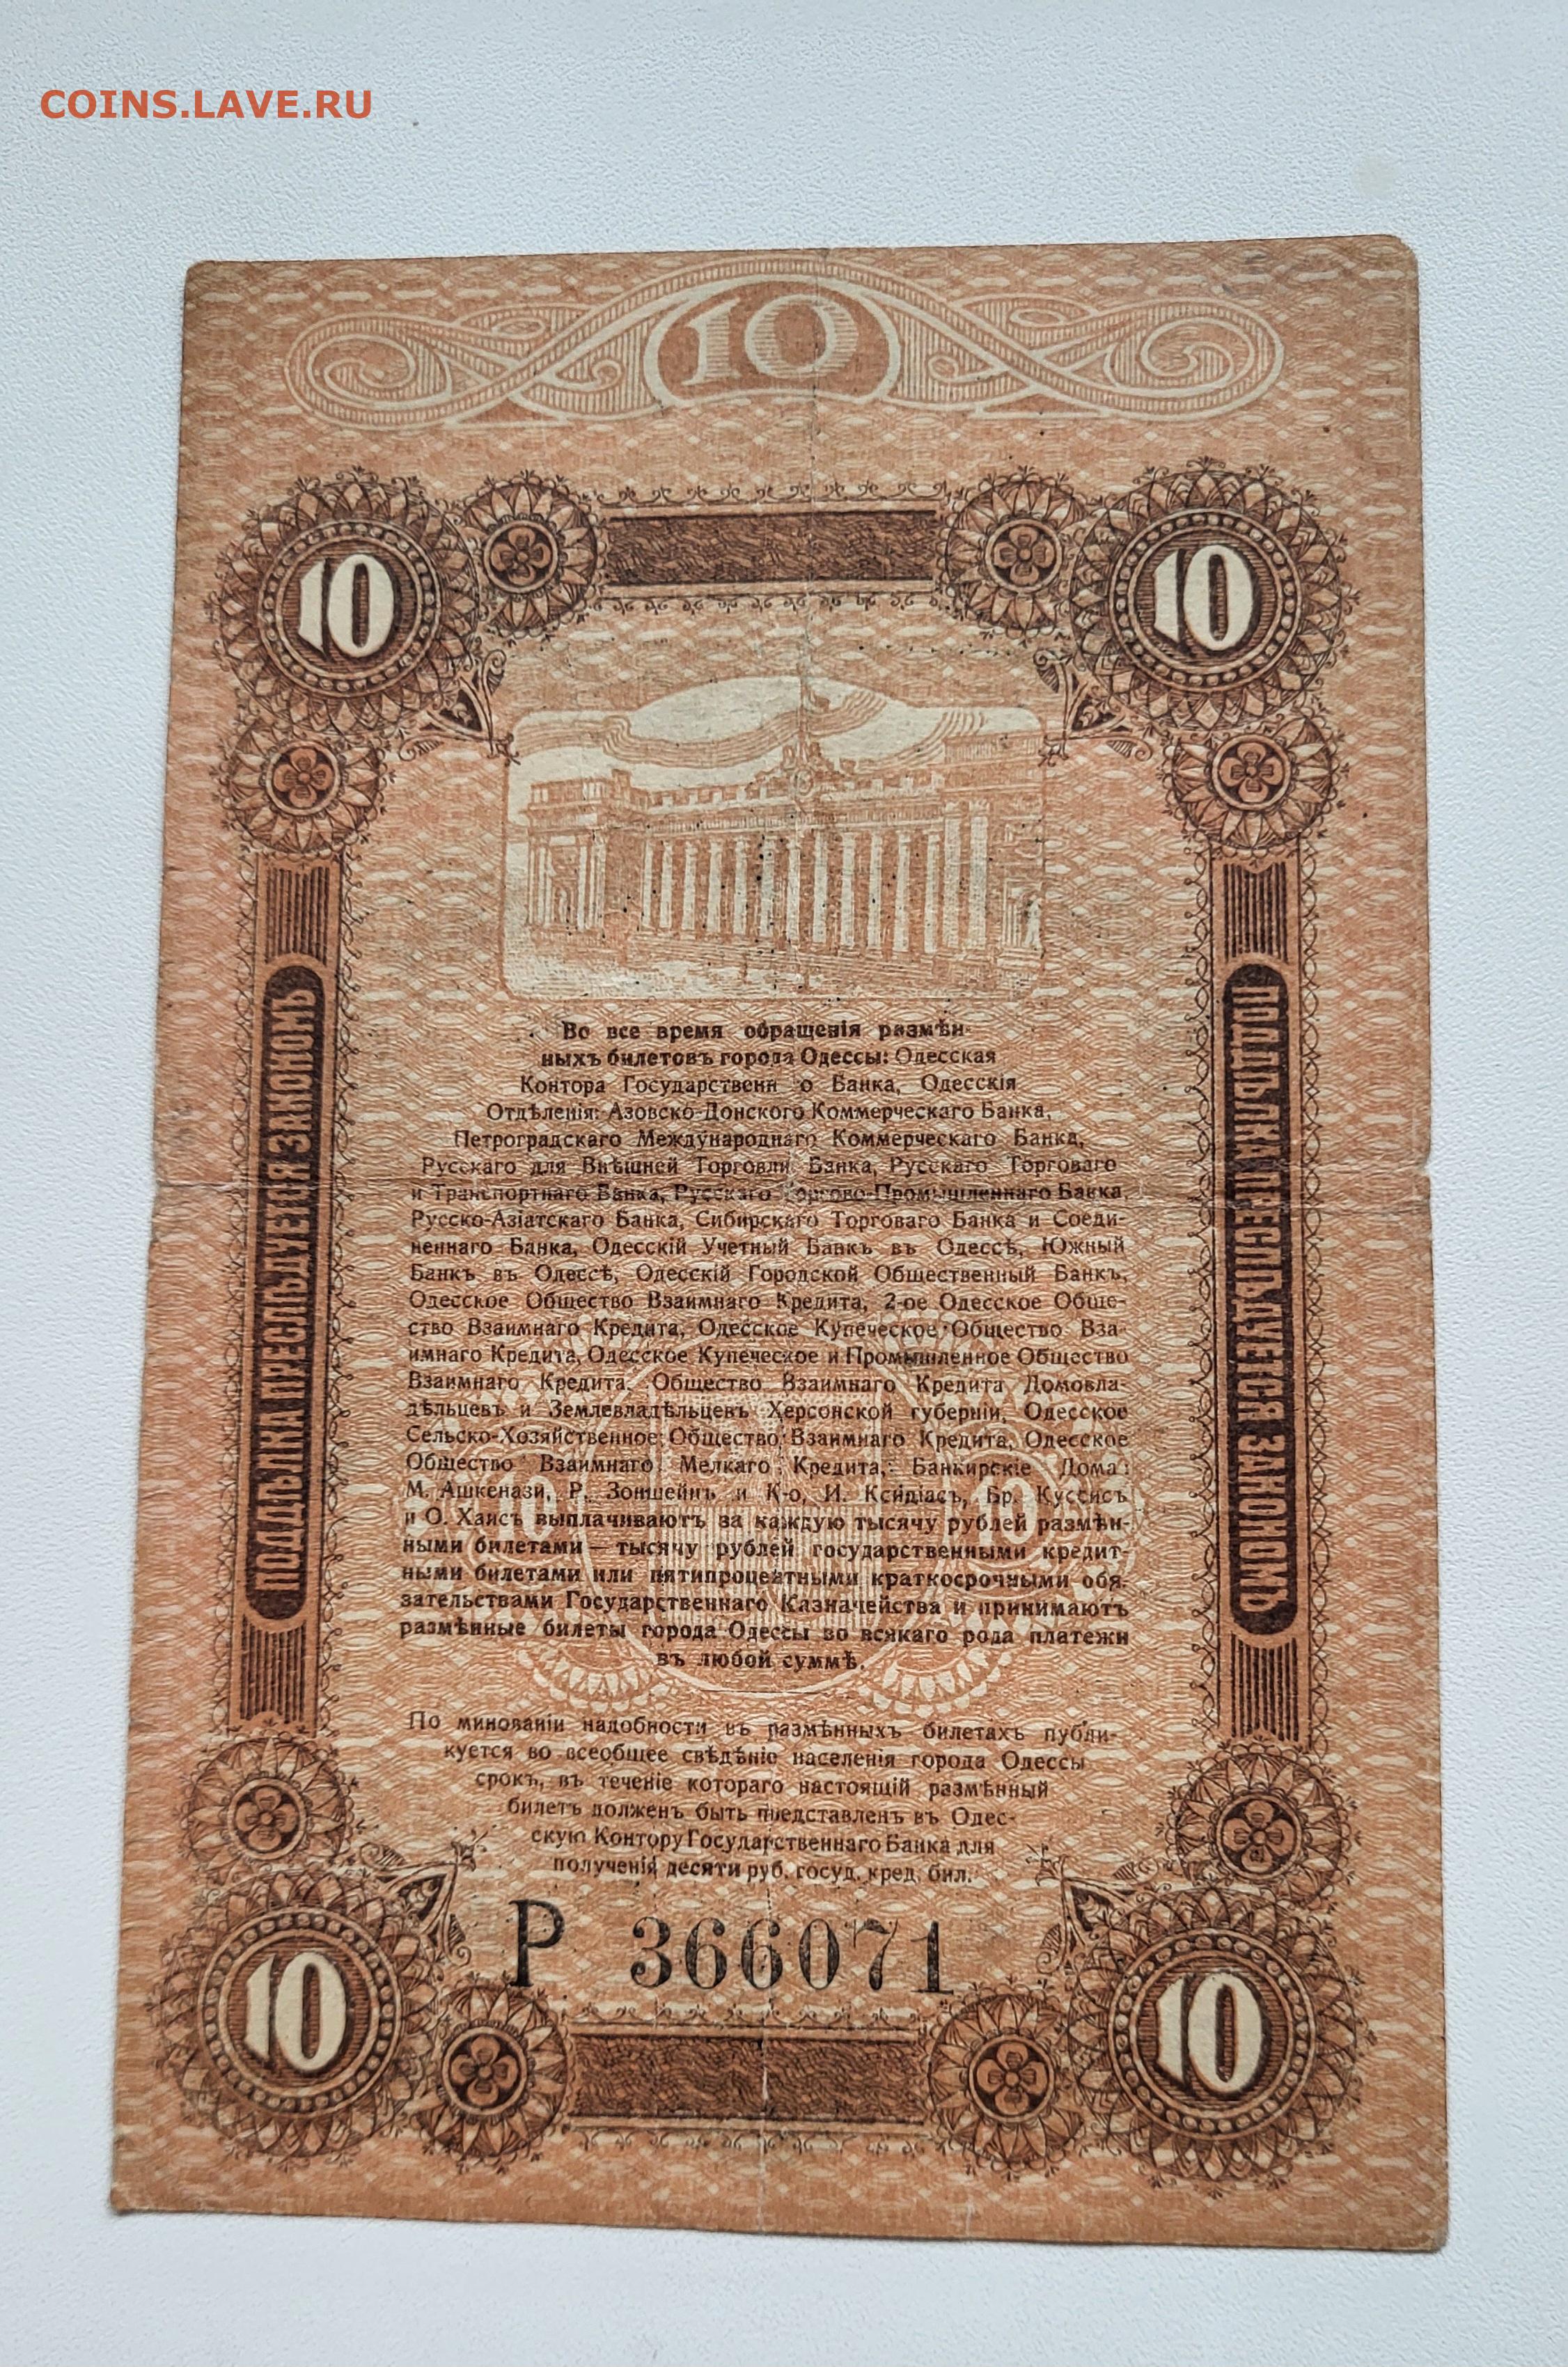 COINS.LAVE.RU
10
10
10
ПОДДѢЛКА ПРЕСЛѢДУЕТСЯ ЗАКОНОМЪ
ПОДДѢЛКА ПРЕСЛѢДУЕТСЯ ЗАКОНОМЪ
Во все время обращенія размѣн-
ныхъ билетовъ города Одессы: Одесская
Контора Государственн о Банка, Одесскія
Отдѣленія: Азовско-Донского Коммерческаго Банка,
Петроградскаго Международнаго Коммерческаго Банка,
Русскаго для Внѣшней Торговли Банка, Русскаго Торговаго
и Транспортнаго Банка, Русскаго Торгово-Промышленнаго Банка,
Русско-Азіатскаго Банка, Сибирскаго Торговаго Банка и Соеди-
неннаго Банка, Одесскій Учетный Банкъ въ Одессѣ, Южный
Банкъ въ Одессѣ, Одесскій Городской Общественный Банкъ,
Одесское Общество Взаимнаго Кредита, 2-ое Одесское Обще-
ство Взаимнаго Кредита, Одесское Купеческое Общество Вза-
имнаго Кредита, Одесское Купеческое и Промышленное Общество
Взаимнаго Кредита, Общество Взаимнаго Кредита Домовла-
дѣльцевъ и Землевладѣльцевъ Херсонской губерніи, Одесское
Сельско-Хозяйственное Общество Взаимнаго Кредита, Одесское
Общество Взаимнаго Мелкаго Кредита, Банкирскіе Дома:
М. Ашкенази, Р. Зоншейнъ и К-о, И. Ксидіасъ, Бр. Куссисъ
и О. Хаисъ выплачиваютъ за каждую тысячу рублей размѣн-
ными билетами — тысячу рублей государственными кредит-
ными билетами или пятипроцентными краткосрочными обя-
зательствами Государственнаго Казначейства и принимаютъ
размѣнные билеты города Одессы во всякаго рода платежи
въ любой суммѣ.
10
По минованіи надобности въ размѣнныхъ билетахъ публи-
куется во всеобщее свѣдѣніе населенія города Одессы
срокъ, въ теченіе котораго настоящій размѣнный
билетъ долженъ быть представленъ въ Одес-
скую Контору Государственнаго Банка для
полученія десяти руб. госуд. кред. бил.
Р 366071
10
10